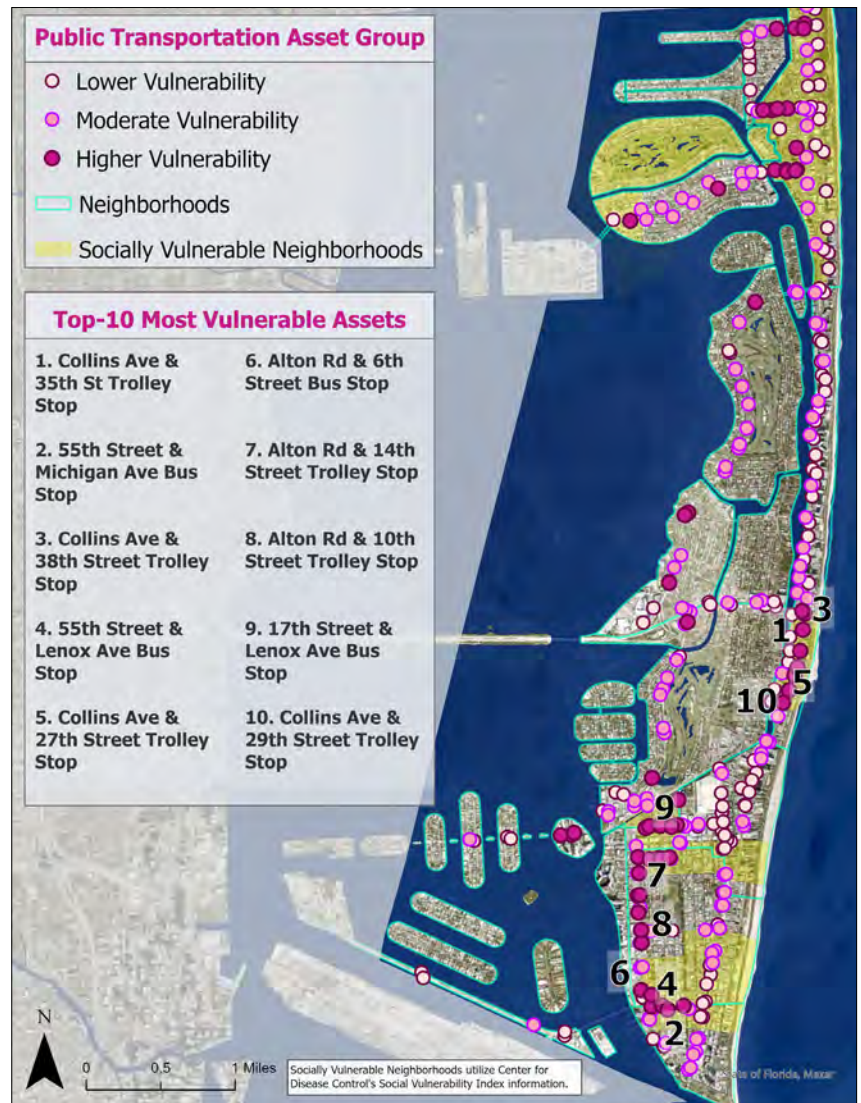 Public Transportation Asset Group
Lower Vulnerability
Moderate Vulnerability
Higher Vulnerability
Neighborhoods
Socially Vulnerable Neighborhoods
Top-10 Most Vulnerable Assets
1. Collins Ave &
35th St Trolley
Stop
2. 55th Street &
Michigan Ave Bus
Stop
3. Collins Ave &
38th Street Trolley
Stop
4. 55th Street &
Lenox Ave Bus
Stop
5. Collins Ave &
27th Street Trolley
Stop
6. Alton Rd & 6th
Street Bus Stop
7. Alton Rd & 14th
Street Trolley Stop
8. Alton Rd & 10th
Street Trolley Stop
9. 17th Street &
Lenox Ave Bus
Stop
10. Collins Ave &
29th Street Trolley
Stop
3
1
5
10
9
7
8
6
4
2
N
0 0.5 1 Miles
Socially Vulnerable Neighborhoods utilize Center for
Disease Control's Social Vulnerability Index information.
of Florida, Maxar